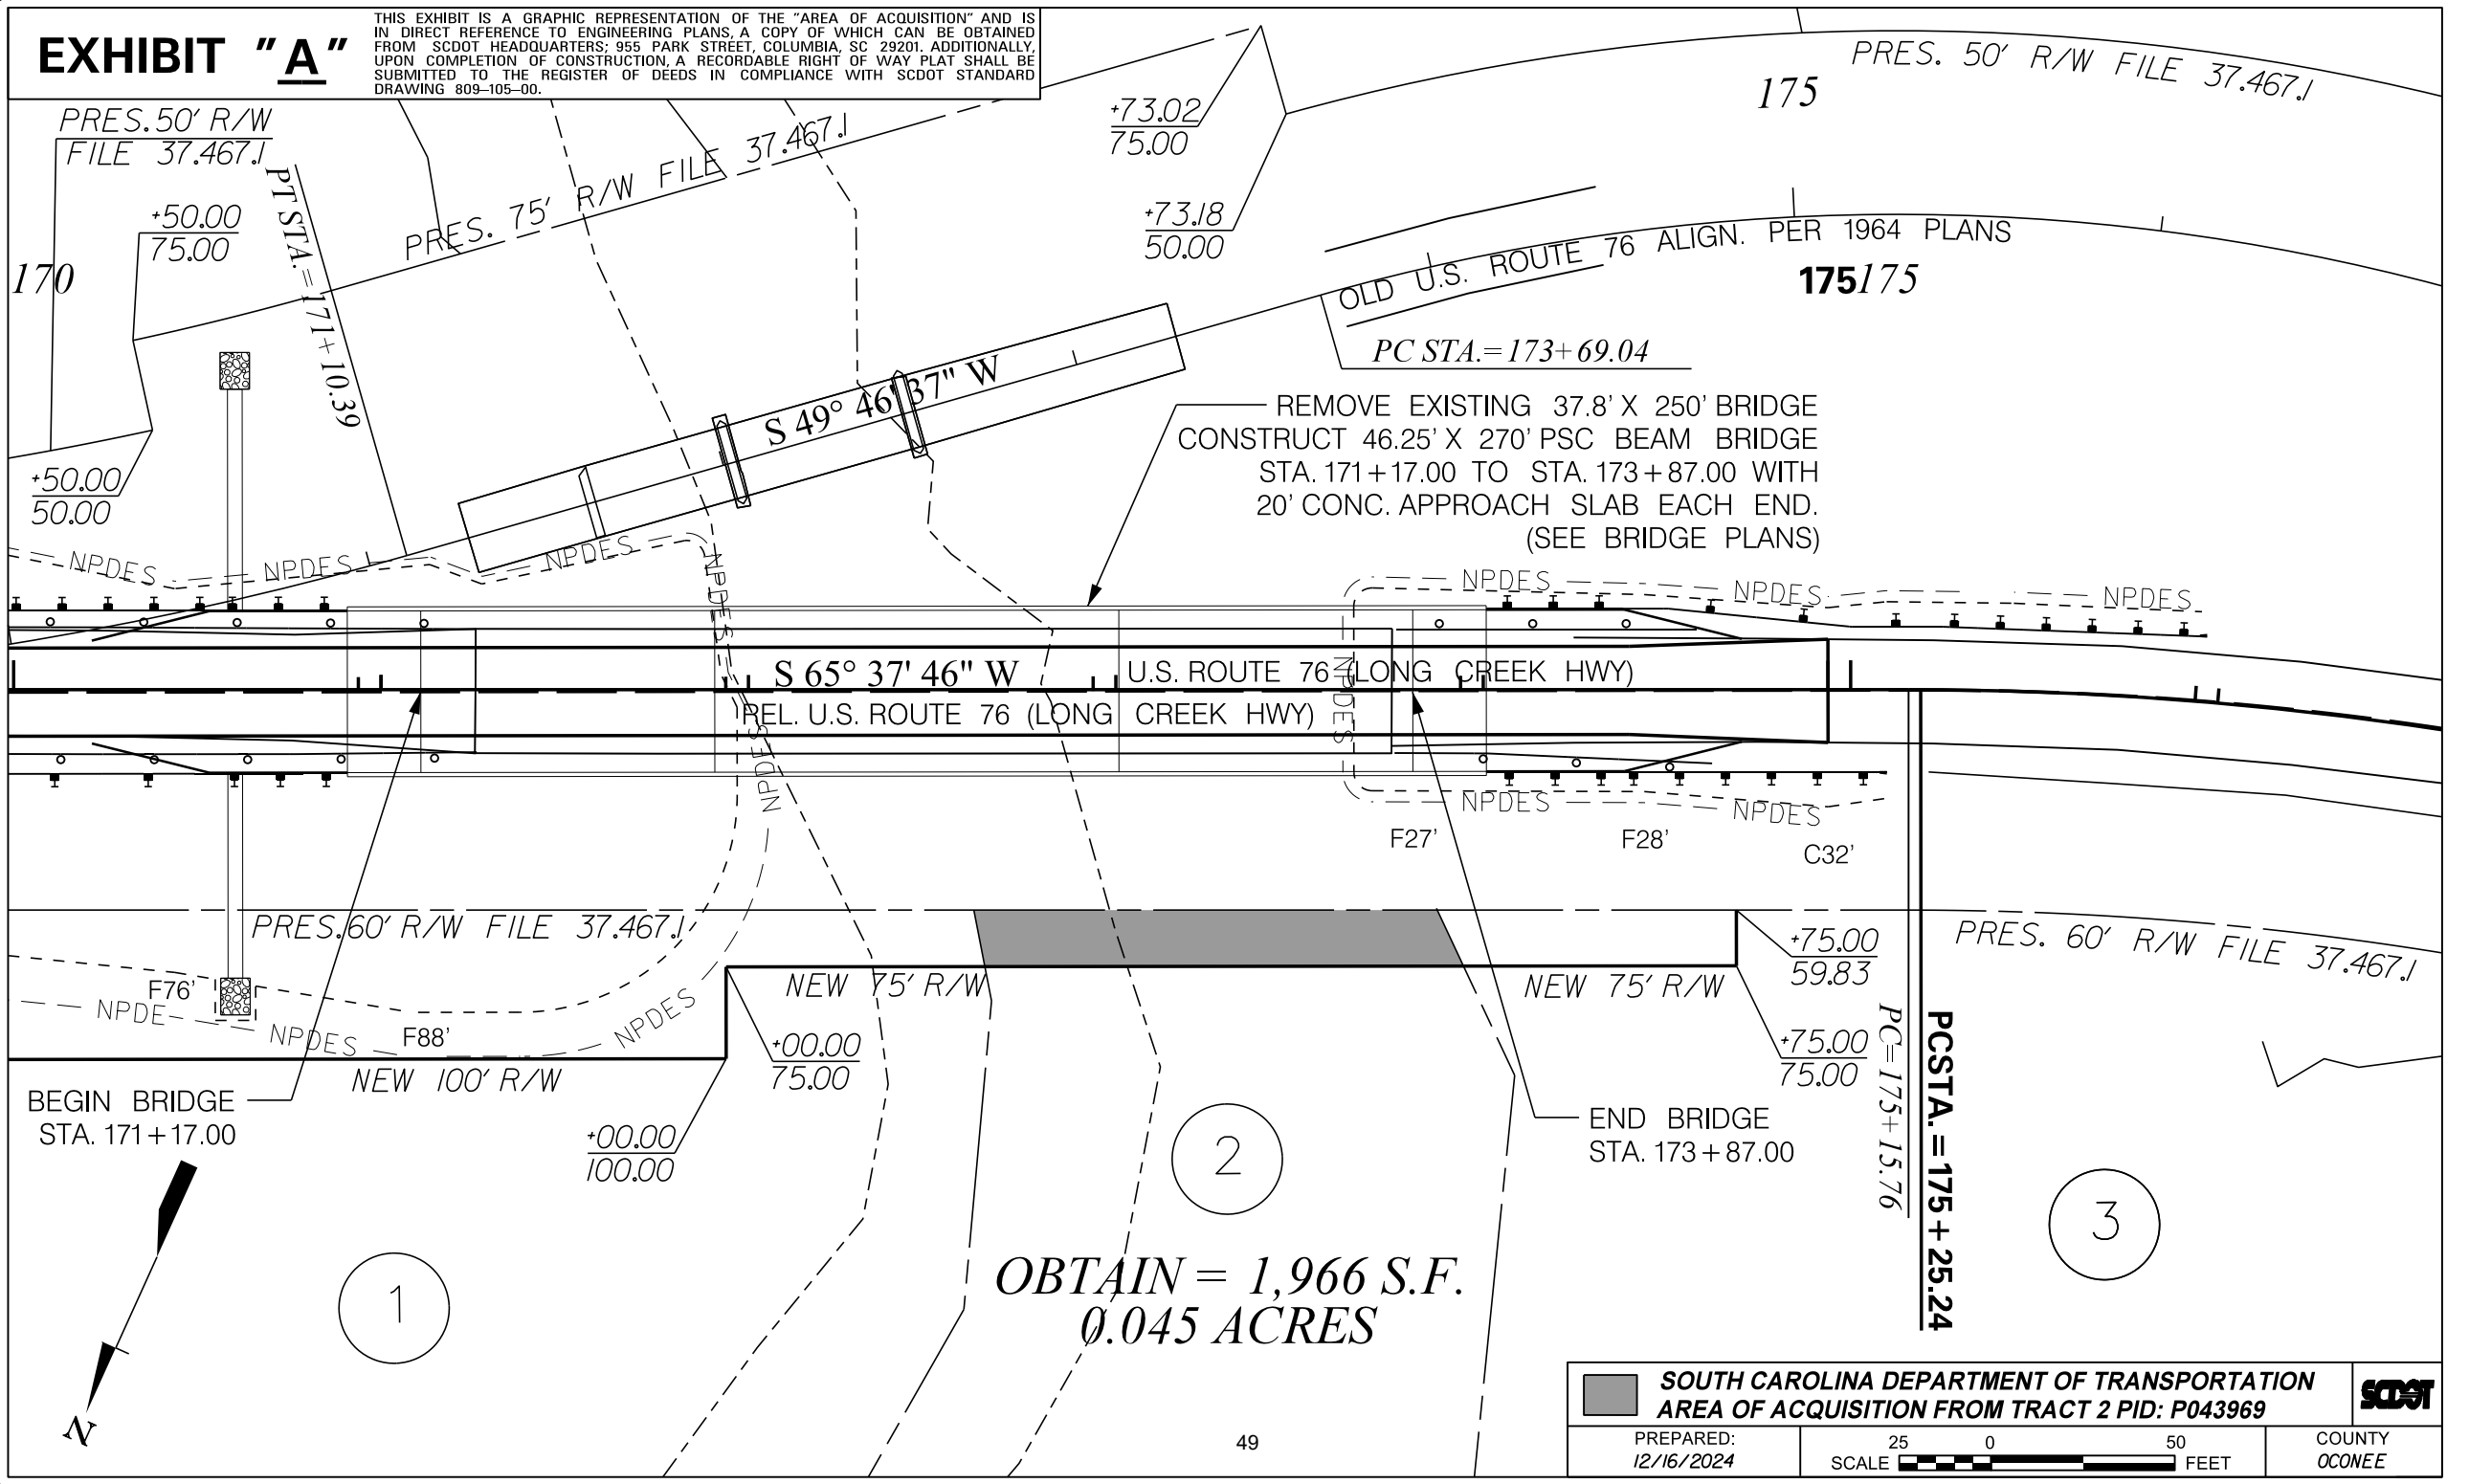 EXHIBIT "A"
THIS EXHIBIT IS A GRAPHIC REPRESENTATION OF THE "AREA OF ACQUISITION" AND IS
IN DIRECT REFERENCE TO ENGINEERING PLANS, A COPY OF WHICH CAN BE OBTAINED
FROM SCDOT HEADQUARTERS; 955 PARK STREET, COLUMBIA, SC 29201. ADDITIONALLY,
UPON COMPLETION OF CONSTRUCTION, A RECORDABLE RIGHT OF WAY PLAT SHALL BE
SUBMITTED TO THE REGISTER OF DEEDS IN COMPLIANCE WITH SCDOT STANDARD
DRAWING 809-105-00.
PRES. 50' R/W FILE 37.467.1
175
+73.02
75.00
PRES. 50' R/W
FILE 37.467.1
PRES. 75' R/W FILE 37.467.1
PT STA.=171+10.39
+50.00
75.00
+73.18
50.00
170
OLD U.S. ROUTE 76 ALIGN. PER 1964 PLANS
175
175
PC STA.=173+69.04
S 49° 46' 37" W
REMOVE EXISTING 37.8' X 250' BRIDGE
CONSTRUCT 46.25' X 270' PSC BEAM BRIDGE
STA. 171+17.00 TO STA. 173+87.00 WITH
20' CONC. APPROACH SLAB EACH END.
(SEE BRIDGE PLANS)
+50.00
50.00
NPDES
NPDES
NPDES
NPDES
NPDES
NPDES
NPDES
NPDES
NPDES
S 65° 37' 46" W
U.S. ROUTE 76 (LONG CREEK HWY)
NPDES
REL. U.S. ROUTE 76 (LONG CREEK HWY)
NPDES
NPDES
NPDES
NPDES
F27'
F28'
C32'
PRES. 60' R/W FILE 37.467.1
+75.00
59.83
PRES. 60' R/W FILE 37.467.1
NEW 75' R/W
NEW 75' R/W
F76'
NPDE
NPDES
F88'
NPDES
+00.00
75.00
+75.00
75.00
PC=175+15.76
PCSTA.=175+25.24
NEW 100' R/W
BEGIN BRIDGE
STA. 171+17.00
+00.00
100.00
END BRIDGE
STA. 173+87.00
2
3
1
OBTAIN = 1,966 S.F.
0.045 ACRES
N
49
SOUTH CAROLINA DEPARTMENT OF TRANSPORTATION
AREA OF ACQUISITION FROM TRACT 2 PID: P043969
SCDOT
PREPARED:
12/16/2024
25 0 50
SCALE FEET
COUNTY
OCONEE